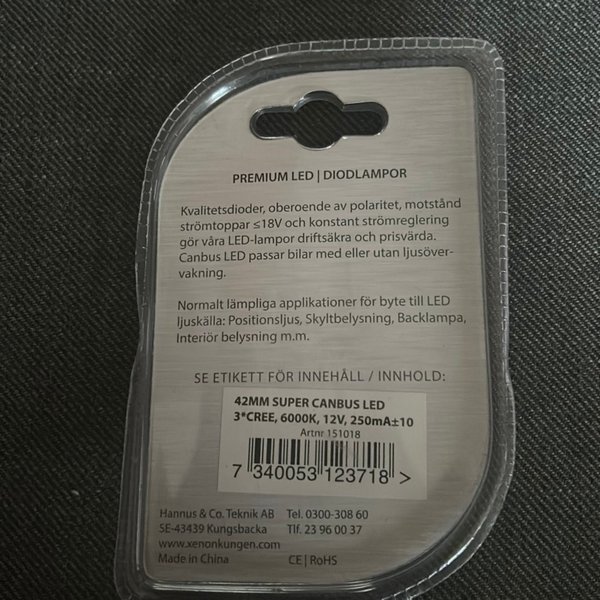 PREMIUM LED | DIODLAMPOR
Kvalitetsdioder, oberoende av polaritet, motstånd
strömtoppar ≤18V och konstant strömreglering
gör våra LED-lampor driftsäkra och prisvärda.
Canbus LED passar bilar med eller utan ljusöver-
vakning.
Normalt lämpliga applikationer för byte till LED
ljuskälla: Positionsljus, Skyltbelysning, Backlampa,
Interiör belysning m.m.
SE ETIKETT FÖR INNEHÅLL / INNHOLD:
42MM SUPER CANBUS LED
3*CREE, 6000K, 12V, 250mA±10
Artnr 151018
7 340053 123718 >
Hannus & Co. Teknik AB Tel. 0300-308 60
SE-43439 Kungsbacka Tlf. 23 96 00 37
www.xenonkungen.com
Made in China CE | RoHS